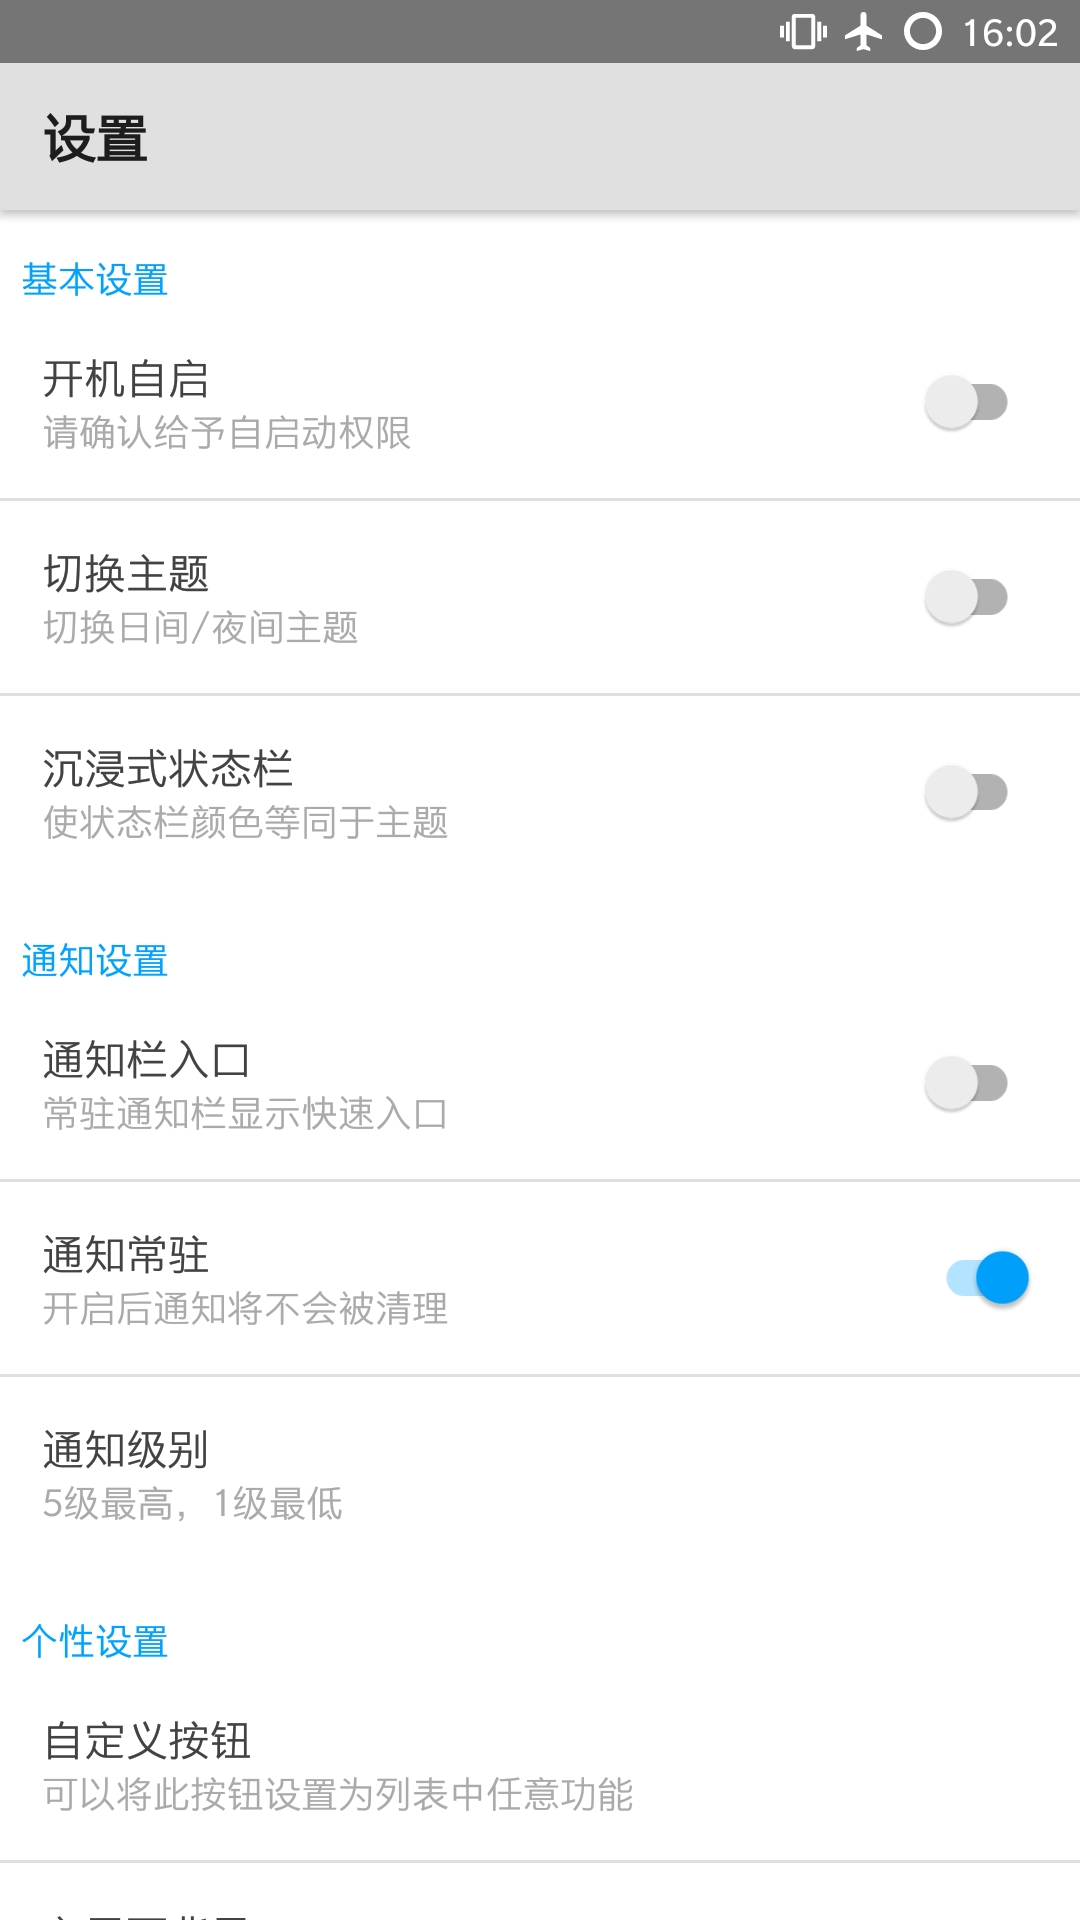 16:02
设置
基本设置
开机自启
请确认给予自启动权限
切换主题
切换日间/夜间主题
沉浸式状态栏
使状态栏颜色等同于主题
通知设置
通知栏入口
常驻通知栏显示快速入口
通知常驻
开启后通知将不会被清理
通知级别
5级最高，1级最低
个性设置
自定义按钮
可以将此按钮设置为列表中任意功能